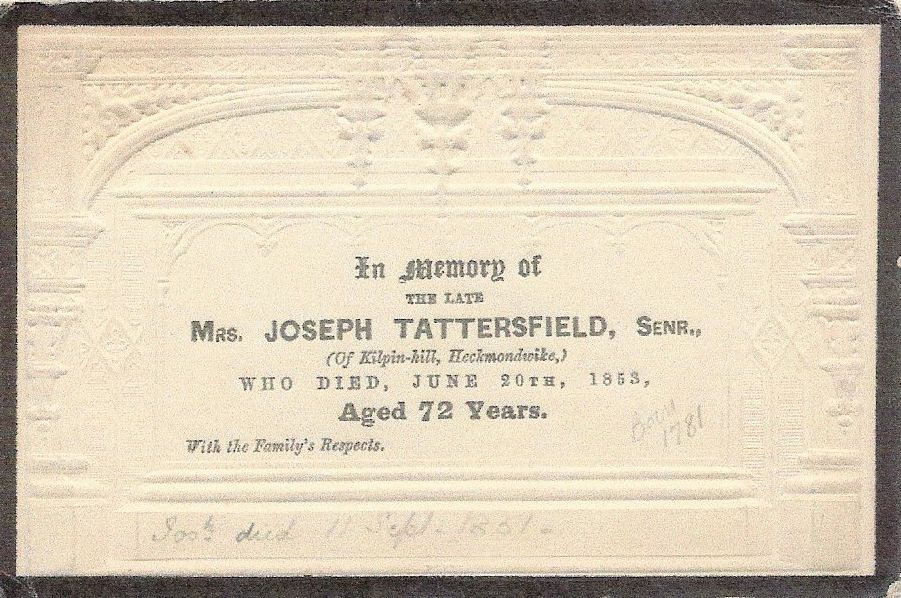 In Memory of
THE LATE
MRS. JOSEPH TATTERSFIELD, SENR.,
(Of Kilpin-hill, Heckmondwike,)
WHO DIED, JUNE 20TH, 1853,
Aged 72 Years.
Born
1781
With the Family's Respects.
Josh died 11 Sept. 1851.